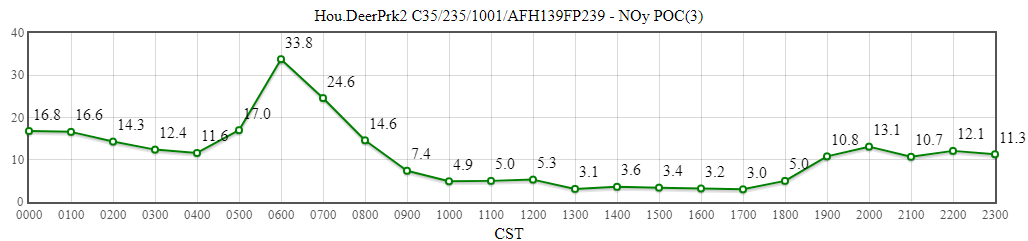 Hou.DeerPrk2 C35/235/1001/AFH139FP239 - NOy POC(3)
40
30
20
10
0
16.8 16.6 14.3 12.4 11.6 17.0 33.8 24.6 14.6 7.4 4.9 5.0 5.3 3.1 3.6 3.4 3.2 3.0 5.0 10.8 13.1 10.7 12.1 11.3
0000 0100 0200 0300 0400 0500 0600 0700 0800 0900 1000 1100 1200 1300 1400 1500 1600 1700 1800 1900 2000 2100 2200 2300
CST